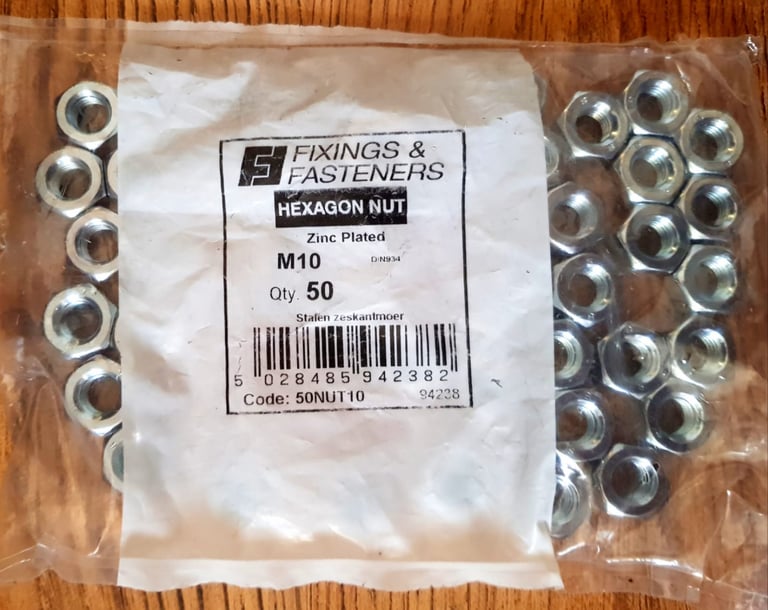 FIXINGS &
FASTENERS
HEXAGON NUT
Zinc Plated
M10 DIN934
Qty. 50
Stalen zeskantmoer
5 028485 942382
Code: 50NUT10 94238